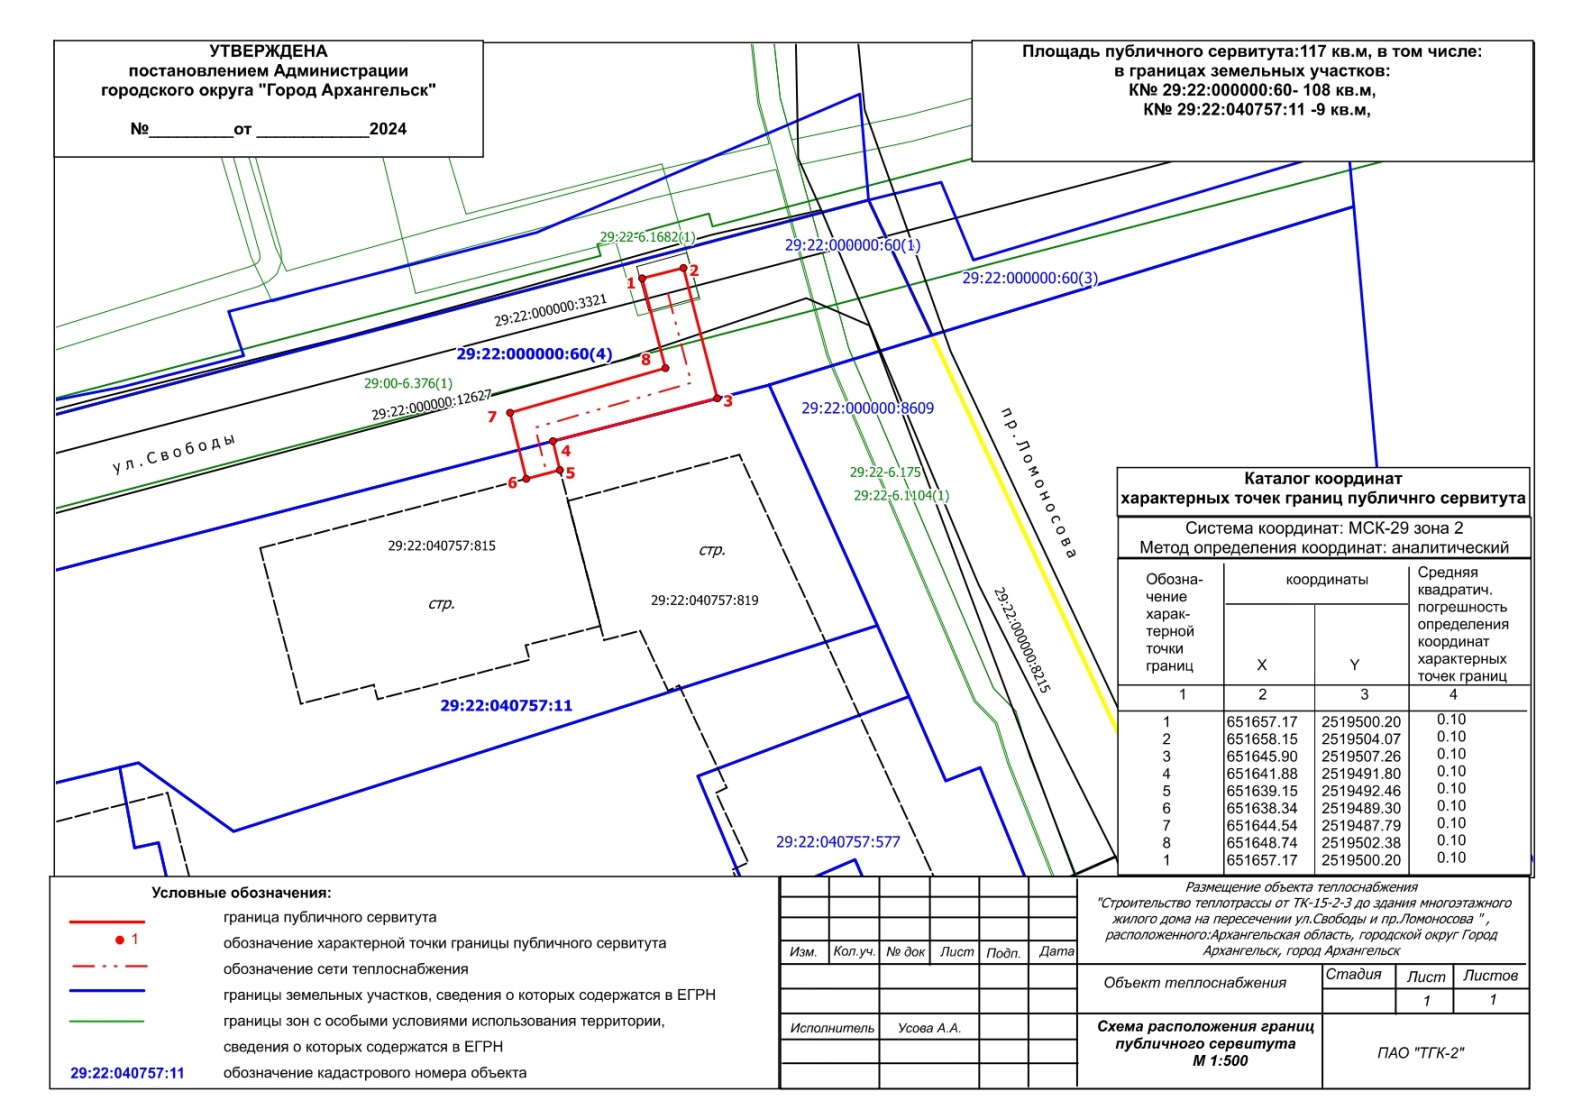 УТВЕРЖДЕНА
постановлением Администрации
городского округа "Город Архангельск"
№_________от ____________2024
Площадь публичного сервитута:117 кв.м, в том числе:
в границах земельных участков:
К№ 29:22:000000:60- 108 кв.м,
К№ 29:22:040757:11 -9 кв.м,
29:22-6.1682(1)
29:22:000000:60(1)
29:22:000000:60(3)
1
2
29:22:000000:3321
29:22:000000:60(4)
8
29:00-6.376(1)
29:22:000000:12627
7
3
29:22:000000:8609
ул.Свободы
пр.Ломоносова
4
5
6
29:22-6.175
29:22-6.1104(1)
29:22:040757:815
стр.
стр.
29:22:040757:819
29:22:000000:8215
29:22:040757:11
29:22:040757:577
Каталог координат
характерных точек границ публичнго сервитута
Система координат: МСК-29 зона 2
Метод определения координат: аналитический
Обозна-
чение
харак-
терной
точки
границ
координаты
X
Y
Средняя
квадратич.
погрешность
определения
координат
характерных
точек границ
1 2 3 4
1 651657.17 2519500.20 0.10
2 651658.15 2519504.07 0.10
3 651645.90 2519507.26 0.10
4 651641.88 2519491.80 0.10
5 651639.15 2519492.46 0.10
6 651638.34 2519489.30 0.10
7 651644.54 2519487.79 0.10
8 651648.74 2519502.38 0.10
1 651657.17 2519500.20 0.10
Условные обозначения:
граница публичного сервитута
1 обозначение характерной точки границы публичного сервитута
обозначение сети теплоснабжения
границы земельных участков, сведения о которых содержатся в ЕГРН
границы зон с особыми условиями использования территории,
сведения о которых содержатся в ЕГРН
29:22:040757:11 обозначение кадастрового номера объекта
Изм. Кол.уч. № док Лист Подп. Дата
Исполнитель Усова А.А.
Размещение объекта теплоснабжения
"Строительство теплотрассы от ТК-15-2-3 до здания многоэтажного
жилого дома на пересечении ул.Свободы и пр.Ломоносова " ,
расположенного:Архангельская область, городской округ Город
Архангельск, город Архангельск
Объект теплоснабжения
Стадия Лист Листов
1 1
Схема расположения границ
публичного сервитута
М 1:500
ПАО "ТГК-2"